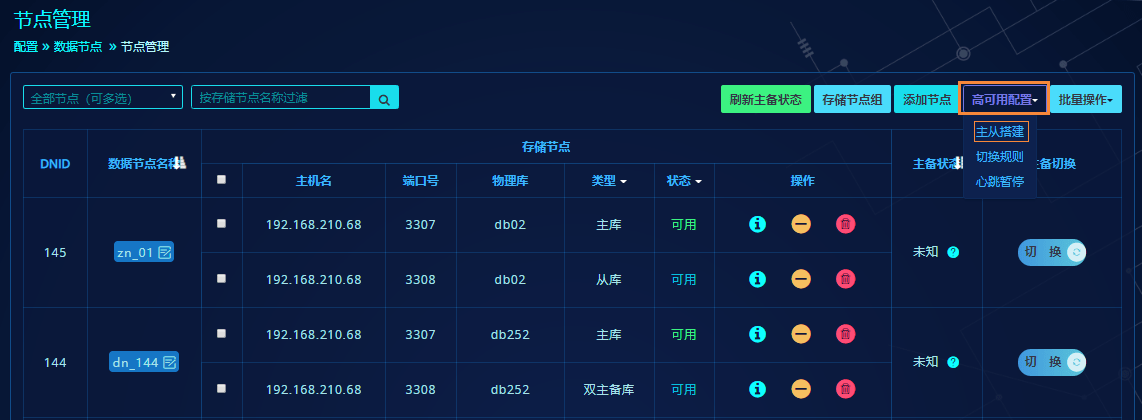 节点管理
配置 » 数据节点 » 节点管理
全部节点（可多选） 按存储节点名称过滤 刷新主备状态 存储节点组 添加节点 高可用配置 批量操作
主从搭建
切换规则
心跳暂停
DNID 数据节点名称 存储节点 主备状态 主备切换
主机名 端口号 物理库 类型 状态 操作
145 zn_01 192.168.210.68 3307 db02 主库 可用 未知 切 换
192.168.210.68 3308 db02 从库 可用
144 dn_144 192.168.210.68 3307 db252 主库 可用 未知 切 换
192.168.210.68 3308 db252 双主备库 可用